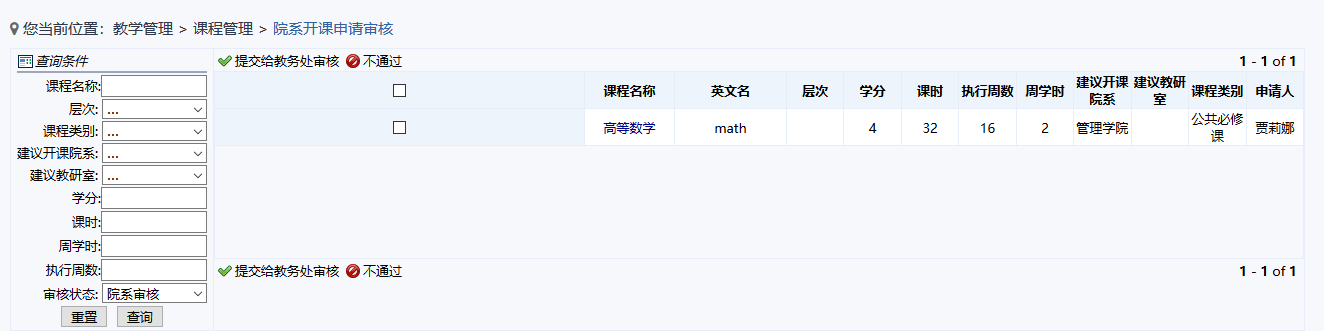 您当前位置：教学管理 > 课程管理 > 院系开课申请审核
查询条件
课程名称:
层次: ...
课程类别: ...
建议开课院系: ...
建议教研室: ...
学分:
课时:
周学时:
执行周数:
审核状态: 院系审核
重置 查询
提交给教务处审核 不通过 1 - 1 of 1
课程名称 英文名 层次 学分 课时 执行周数 周学时 建议开课院系 建议教研室 课程类别 申请人
高等数学 math 4 32 16 2 管理学院 公共必修课 贾莉娜
提交给教务处审核 不通过 1 - 1 of 1